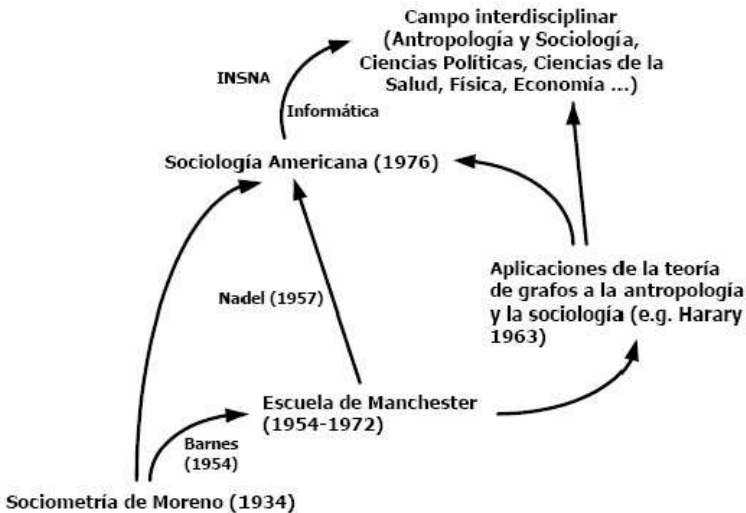 Campo interdisciplinar
(Antropología y Sociología,
Ciencias Políticas, Ciencias de la
Salud, Física, Economía ...)
INSNA
Informática
Sociología Americana (1976)
Aplicaciones de la teoría
de grafos a la antropología
y la sociología (e.g. Harary
1963)
Nadel (1957)
Escuela de Manchester
(1954-1972)
Barnes
(1954)
Sociometría de Moreno (1934)